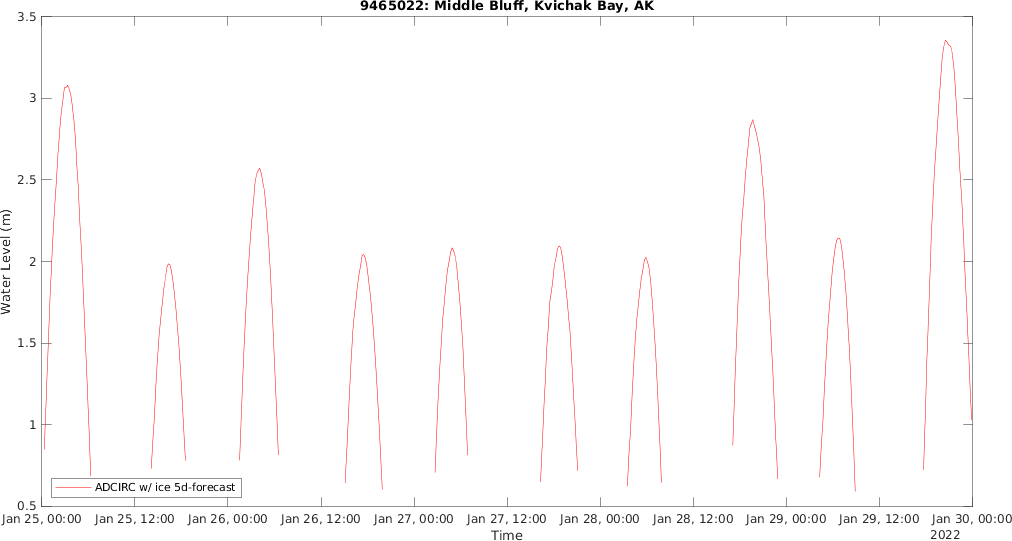 9465022: Middle Bluff, Kvichak Bay, AK
3.5
3
2.5
2
1.5
1
0.5
Water Level (m)
ADCIRC w/ ice 5d-forecast
Jan 25, 00:00 Jan 25, 12:00 Jan 26, 00:00 Jan 26, 12:00 Jan 27, 00:00 Jan 27, 12:00 Jan 28, 00:00 Jan 28, 12:00 Jan 29, 00:00 Jan 29, 12:00 Jan 30, 00:00
Time
2022